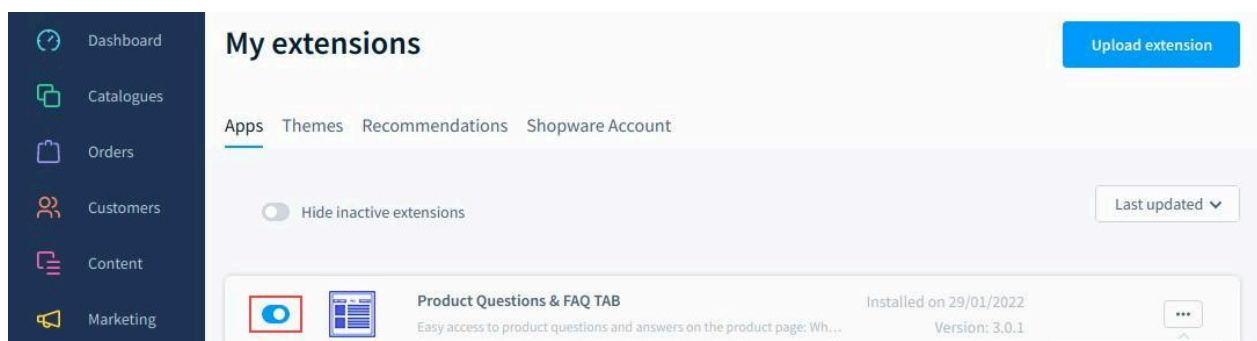 Dashboard
Catalogues
Orders
Customers
Content
Marketing
My extensions
Upload extension
Apps Themes Recommendations Shopware Account
Hide inactive extensions
Last updated
Product Questions & FAQ TAB
Installed on 29/01/2022
Easy access to product questions and answers on the product page: Wh...
Version: 3.0.1